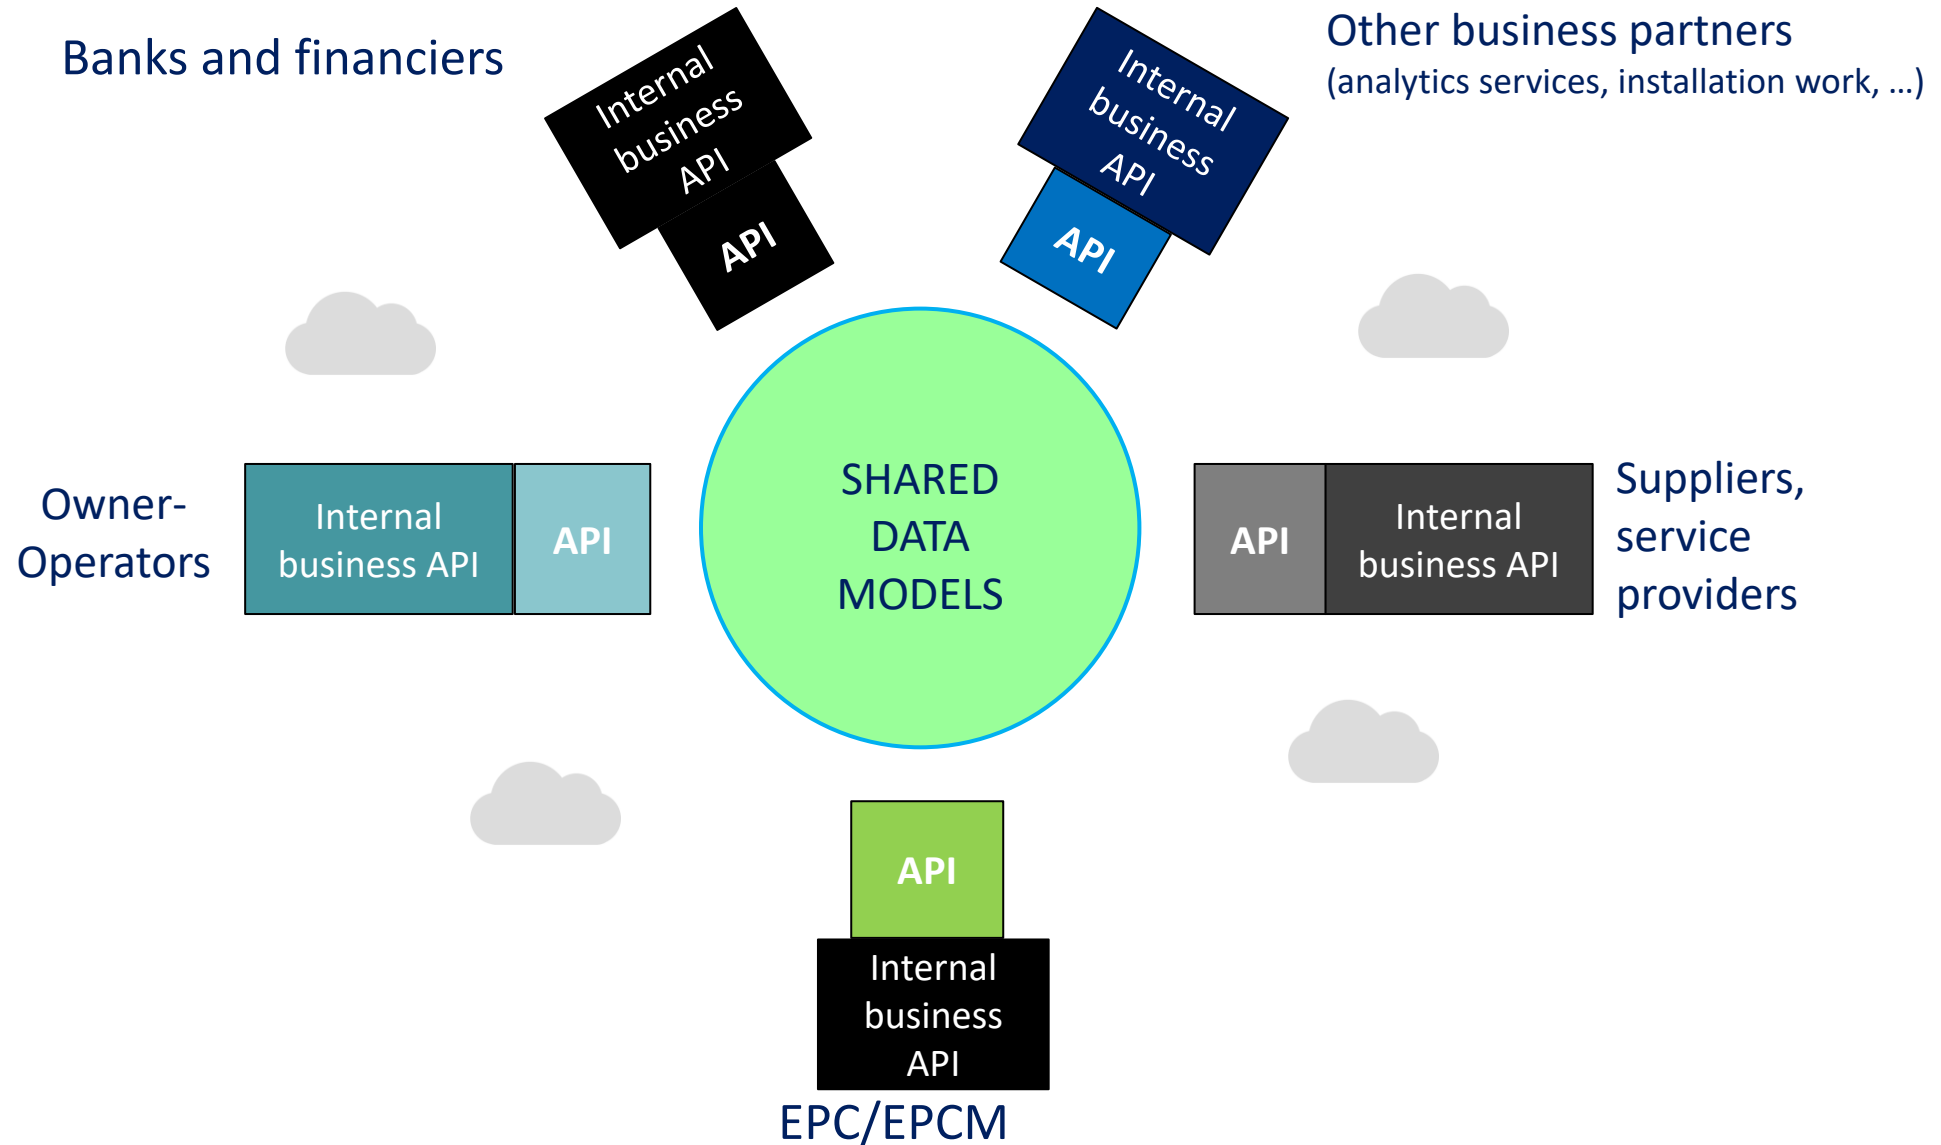 Banks and financiers
Internal
business
API
API
Other business partners
(analytics services, installation work, ...)
Internal
business
API
API
Owner-
Operators
Internal
business API
API
SHARED
DATA
MODELS
API
Internal
business API
Suppliers,
service
providers
API
Internal
business
API
EPC/EPCM